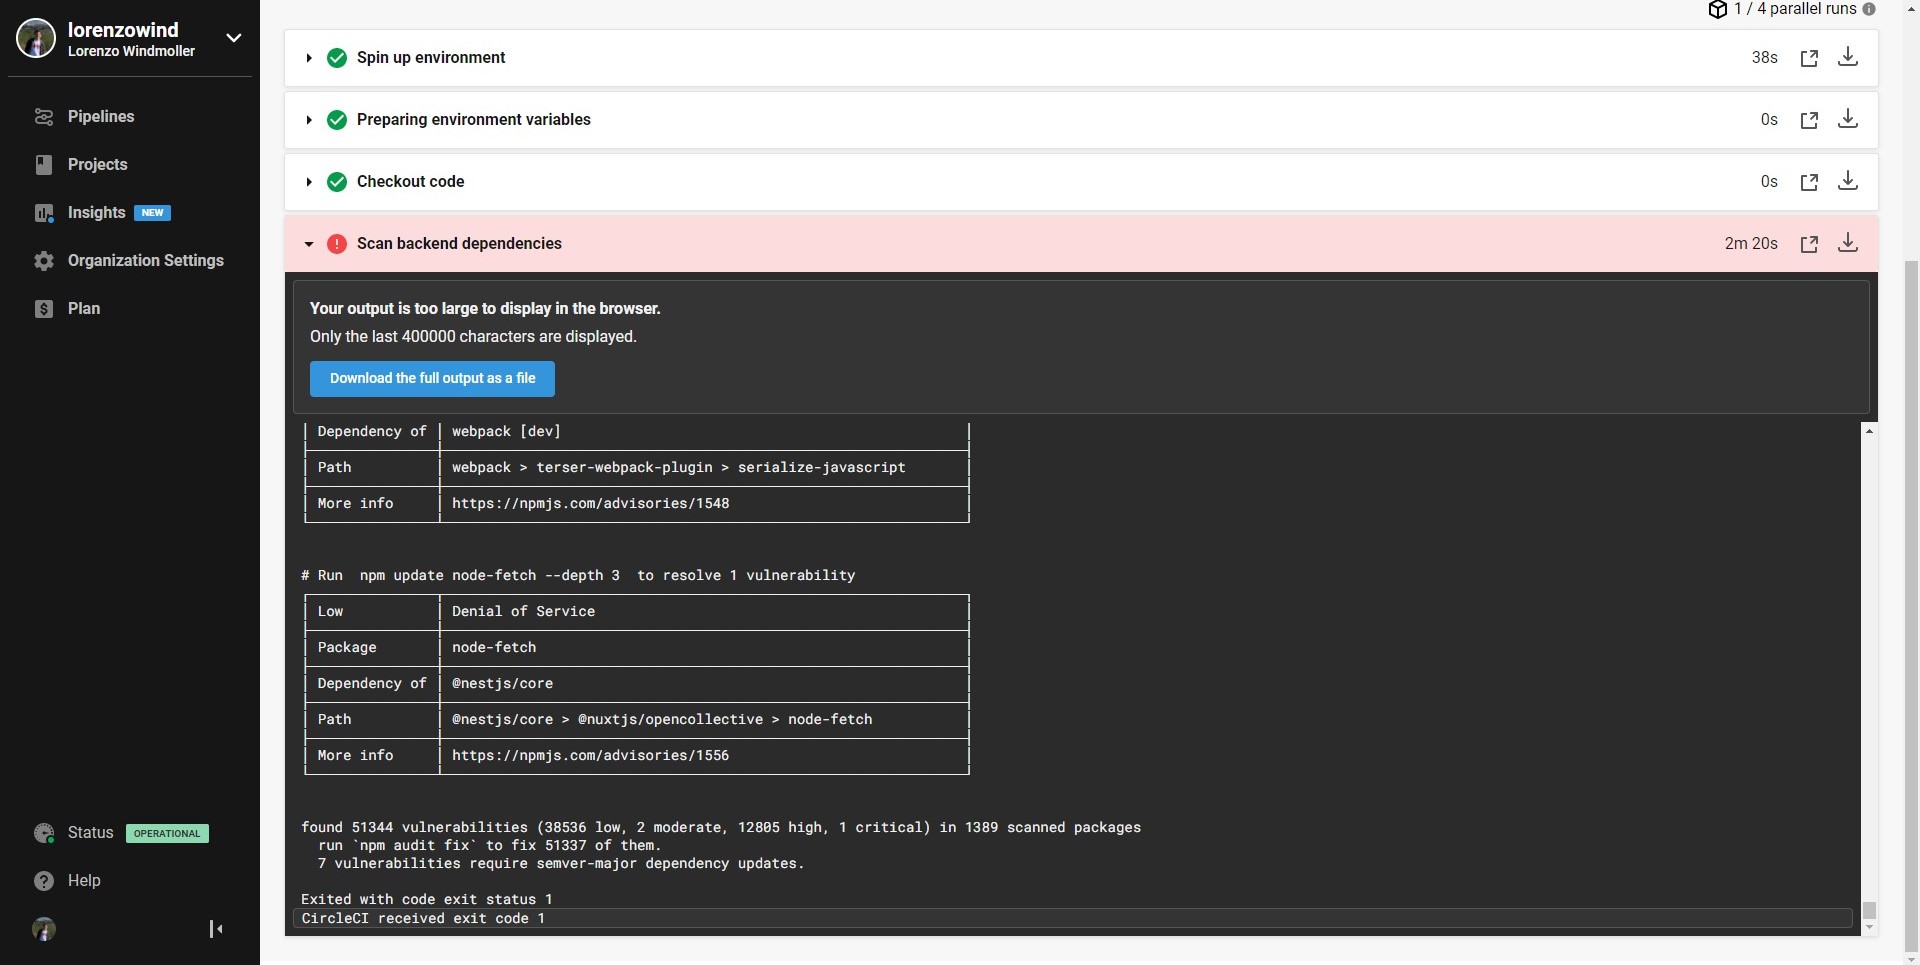 lorenzowind
Lorenzo Windmoller
Pipelines
Projects
Insights NEW
Organization Settings
Plan
Status OPERATIONAL
Help
1 / 4 parallel runs
Spin up environment 38s
Preparing environment variables 0s
Checkout code 0s
Scan backend dependencies 2m 20s
Your output is too large to display in the browser.
Only the last 400000 characters are displayed.
Download the full output as a file
Dependency of webpack [dev]
Path webpack > terser-webpack-plugin > serialize-javascript
More info https://npmjs.com/advisories/1548
# Run  npm update node-fetch --depth 3  to resolve 1 vulnerability
Low Denial of Service
Package node-fetch
Dependency of @nestjs/core
Path @nestjs/core > @nuxtjs/opencollective > node-fetch
More info https://npmjs.com/advisories/1556
found 51344 vulnerabilities (38536 low, 2 moderate, 12805 high, 1 critical) in 1389 scanned packages
run `npm audit fix` to fix 51337 of them.
7 vulnerabilities require semver-major dependency updates.
Exited with code exit status 1
CircleCI received exit code 1